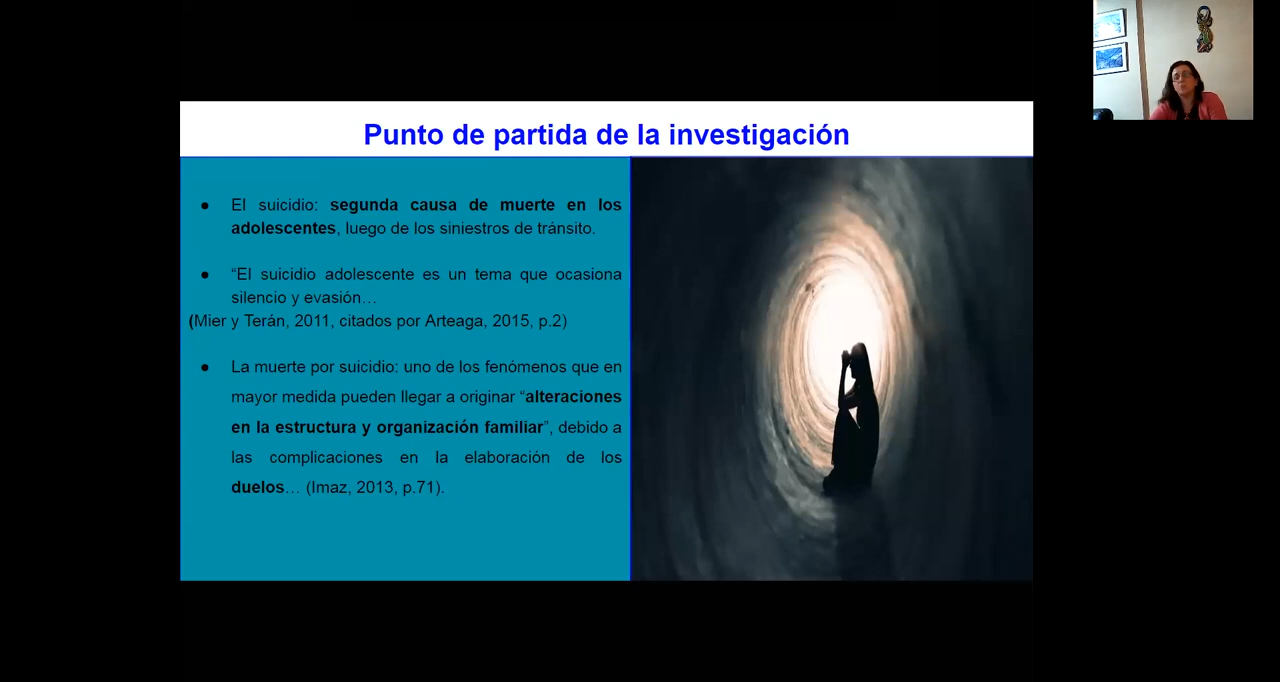 Punto de partida de la investigación
● El suicidio: segunda causa de muerte en los
adolescentes, luego de los siniestros de tránsito.
● “El suicidio adolescente es un tema que ocasiona
silencio y evasión…
(Mier y Terán, 2011, citados por Arteaga, 2015, p.2)
● La muerte por suicidio: uno de los fenómenos que en
mayor medida pueden llegar a originar “alteraciones
en la estructura y organización familiar”, debido a
las complicaciones en la elaboración de los
duelos… (Imaz, 2013, p.71).